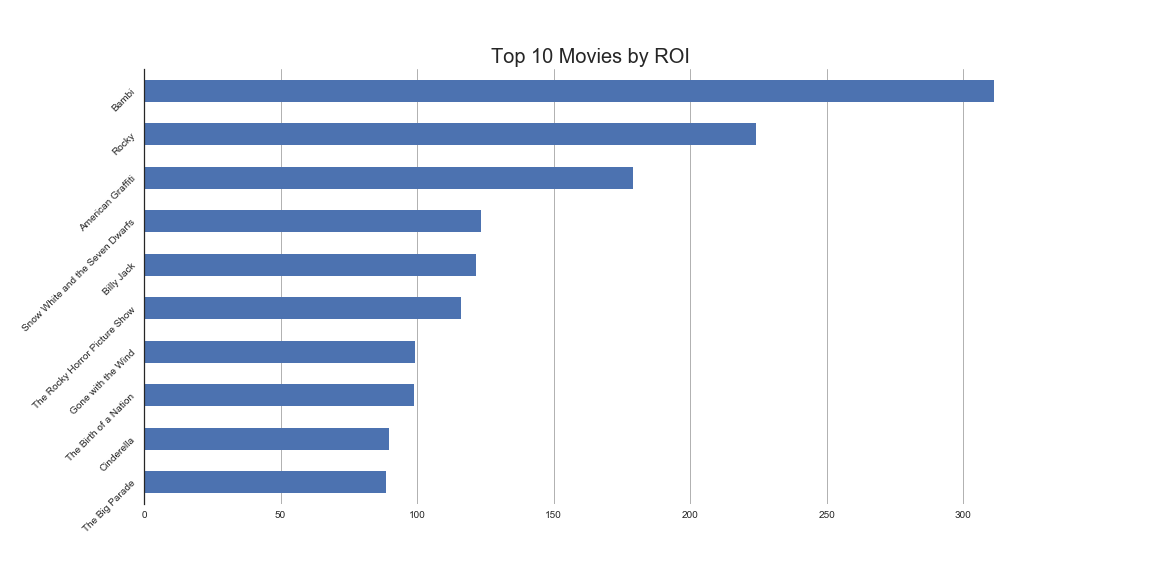 Top 10 Movies by ROI
Bambi
Rocky
American Graffiti
Snow White and the Seven Dwarfs
Billy Jack
The Rocky Horror Picture Show
Gone with the Wind
The Birth of a Nation
Cinderella
The Big Parade
0 50 100 150 200 250 300